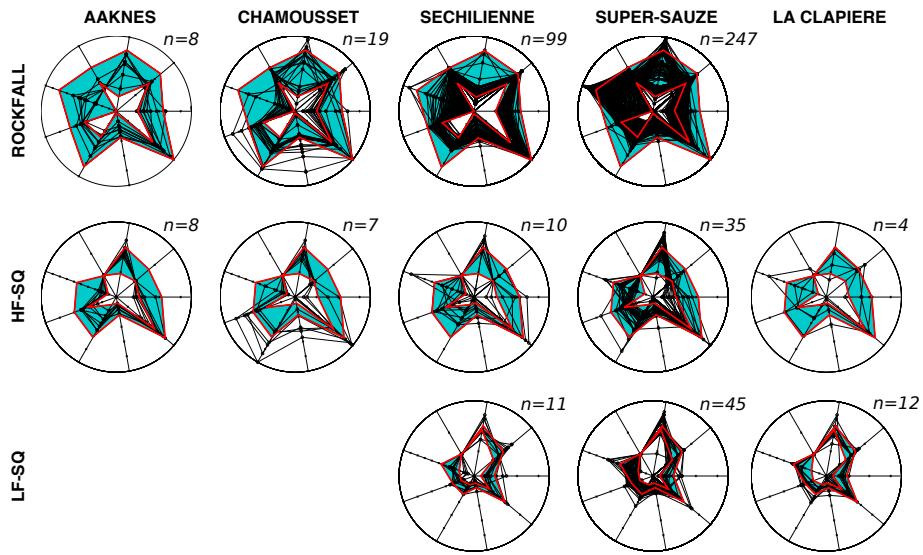 AAKNES CHAMOUSSET SECHILIENNE SUPER-SAUZE LA CLAPIERE
ROCKFALL
n=8 n=19 n=99 n=247
HF-SQ
n=8 n=7 n=10 n=35 n=4
LF-SQ
n=11 n=45 n=12